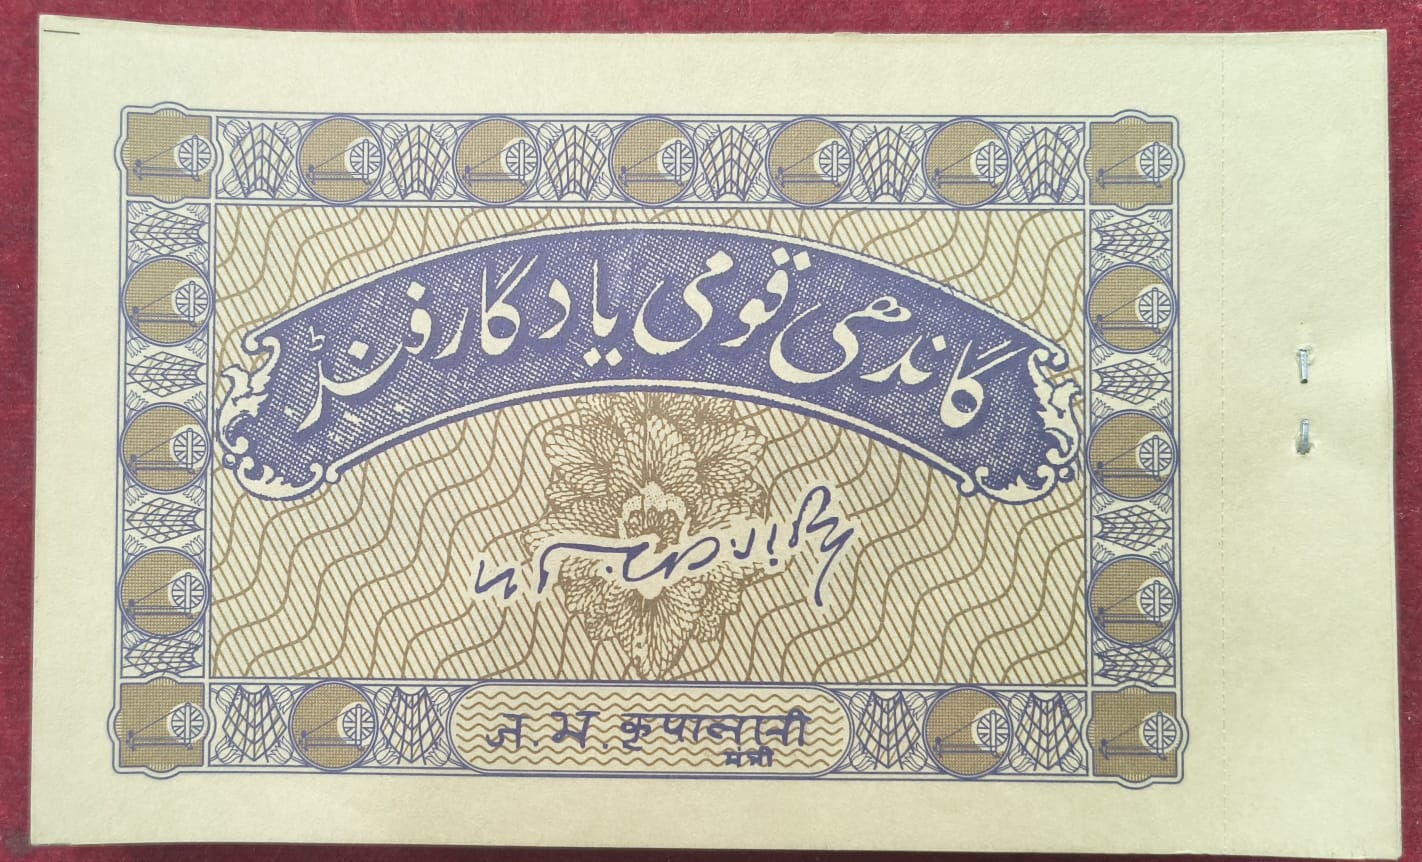 گاندھی قومی یادگار فنڈ
ज. भ. कृपालानी
मंत्री